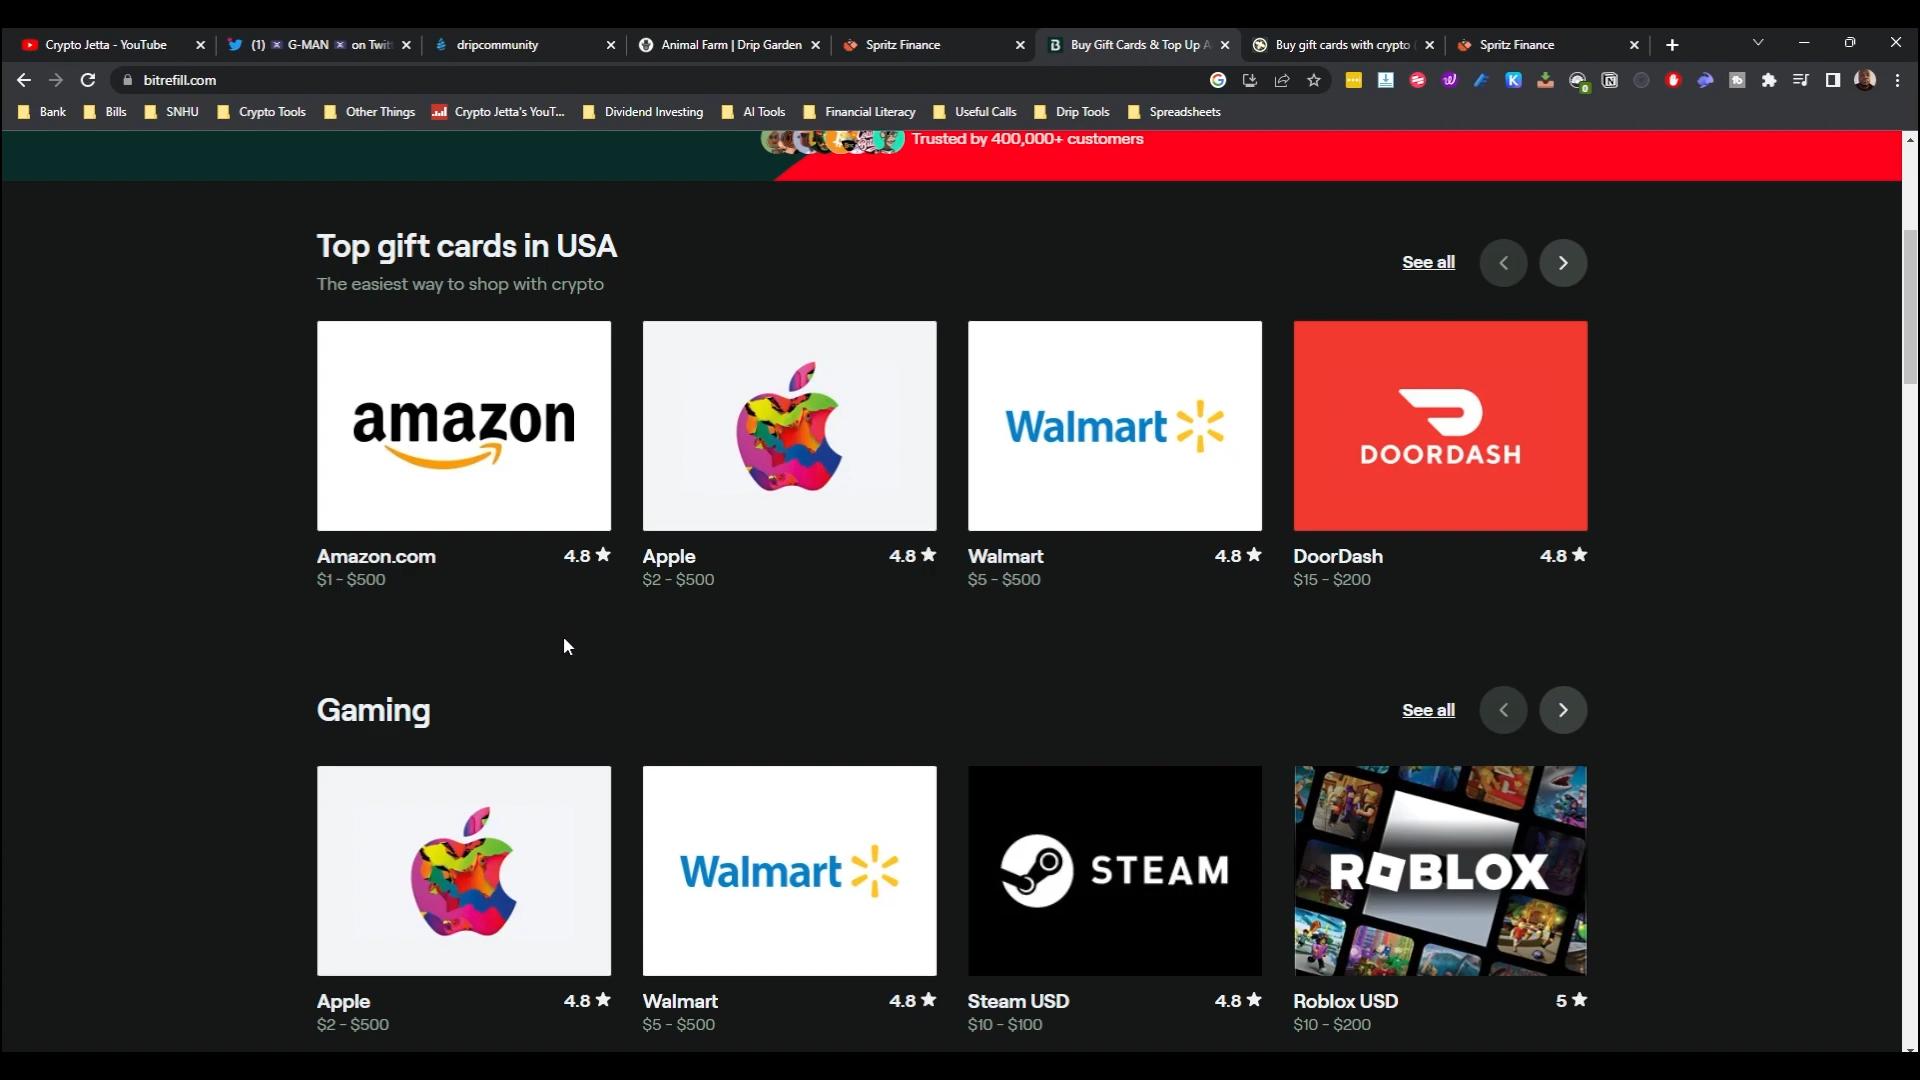 Crypto Jetta - YouTube
(1) G-MAN on Twit
dripcommunity
Animal Farm | Drip Garden
Spritz Finance
Buy Gift Cards & Top Up A
Buy gift cards with crypto
Spritz Finance
bitrefill.com
Bank
Bills
SNHU
Crypto Tools
Other Things
Crypto Jetta's YouT...
Dividend Investing
AI Tools
Financial Literacy
Useful Calls
Drip Tools
Spreadsheets
Trusted by 400,000+ customers
Top gift cards in USA
The easiest way to shop with crypto
See all
amazon
Walmart
DOORDASH
Amazon.com 4.8
$1 - $500
Apple 4.8
$2 - $500
Walmart 4.8
$5 - $500
DoorDash 4.8
$15 - $200
Gaming
See all
Walmart
STEAM
ROBLOX
Apple 4.8
$2 - $500
Walmart 4.8
$5 - $500
Steam USD 4.8
$10 - $100
Roblox USD 5
$10 - $200